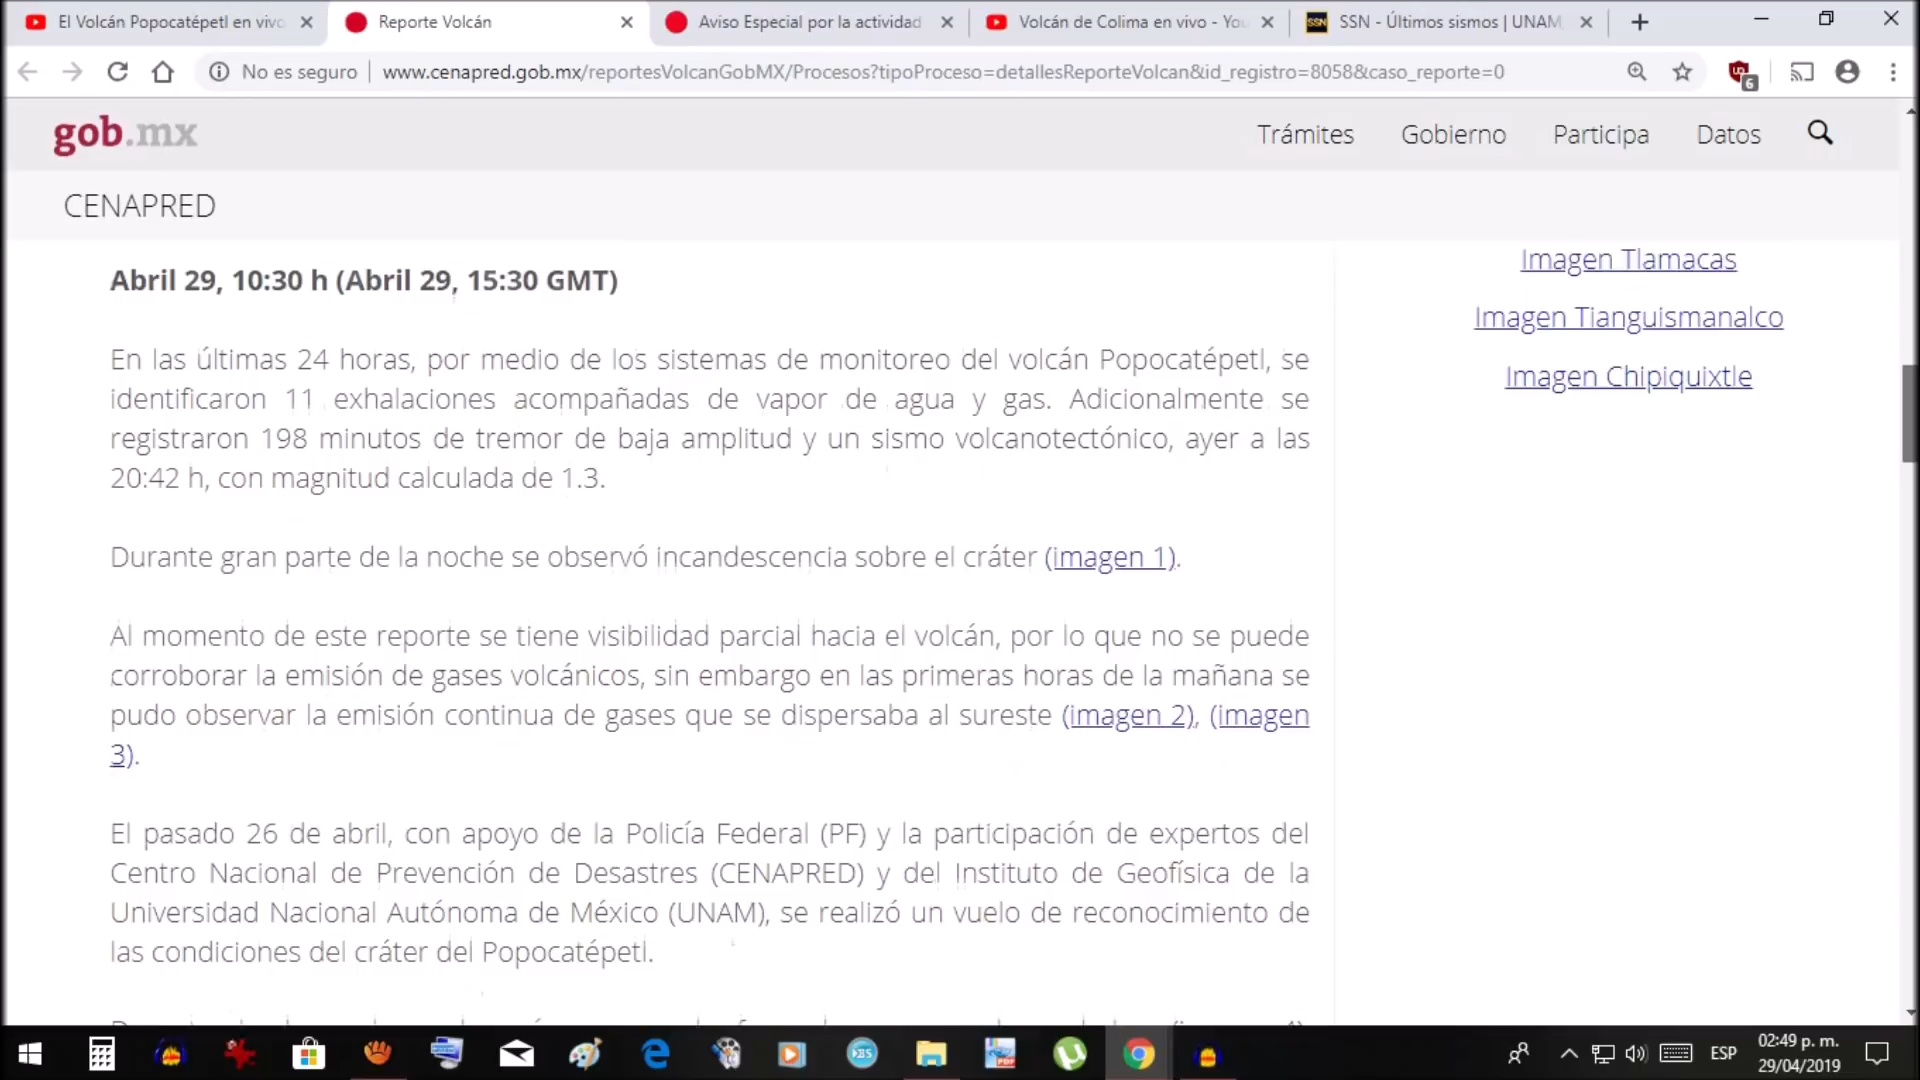 El Volcán Popocatépetl en vivo
Reporte Volcán
Aviso Especial por la actividad
Volcán de Colima en vivo - You
SSN - Últimos sismos | UNAM,
No es seguro
www.cenapred.gob.mx/reportesVolcanGobMX/Procesos?tipoProceso=detallesReporteVolcan&id_registro=8058&caso_reporte=0
6
gob.mx
Trámites
Gobierno
Participa
Datos
CENAPRED
Abril 29, 10:30 h (Abril 29, 15:30 GMT)
En las últimas 24 horas, por medio de los sistemas de monitoreo del volcán Popocatépetl, se
identificaron 11 exhalaciones acompañadas de vapor de agua y gas. Adicionalmente se
registraron 198 minutos de tremor de baja amplitud y un sismo volcanotectónico, ayer a las
20:42 h, con magnitud calculada de 1.3.
Durante gran parte de la noche se observó incandescencia sobre el cráter (imagen 1).
Al momento de este reporte se tiene visibilidad parcial hacia el volcán, por lo que no se puede
corroborar la emisión de gases volcánicos, sin embargo en las primeras horas de la mañana se
pudo observar la emisión continua de gases que se dispersaba al sureste (imagen 2), (imagen
3).
El pasado 26 de abril, con apoyo de la Policía Federal (PF) y la participación de expertos del
Centro Nacional de Prevención de Desastres (CENAPRED) y del Instituto de Geofísica de la
Universidad Nacional Autónoma de México (UNAM), se realizó un vuelo de reconocimiento de
las condiciones del cráter del Popocatépetl.
Imagen Tlamacas
Imagen Tianguismanalco
Imagen Chipiquixtle
ESP
02:49 p. m.
29/04/2019